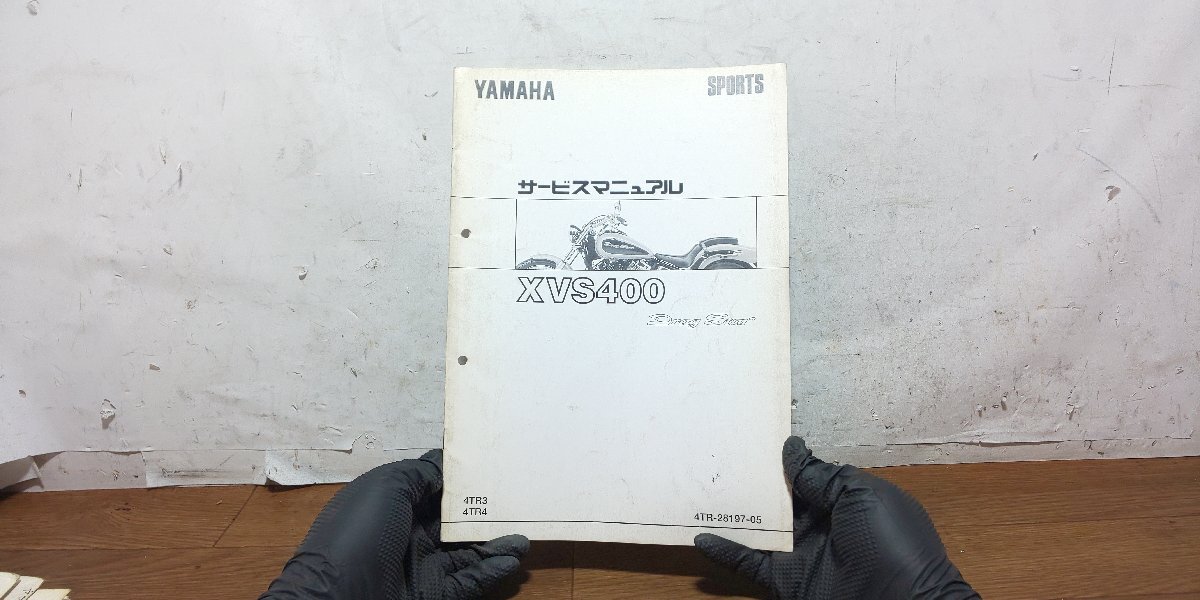 YAMAHA SPORTS
サービスマニュアル
XVS400
Drag Star
4TR3
4TR4
4TR-28197-05